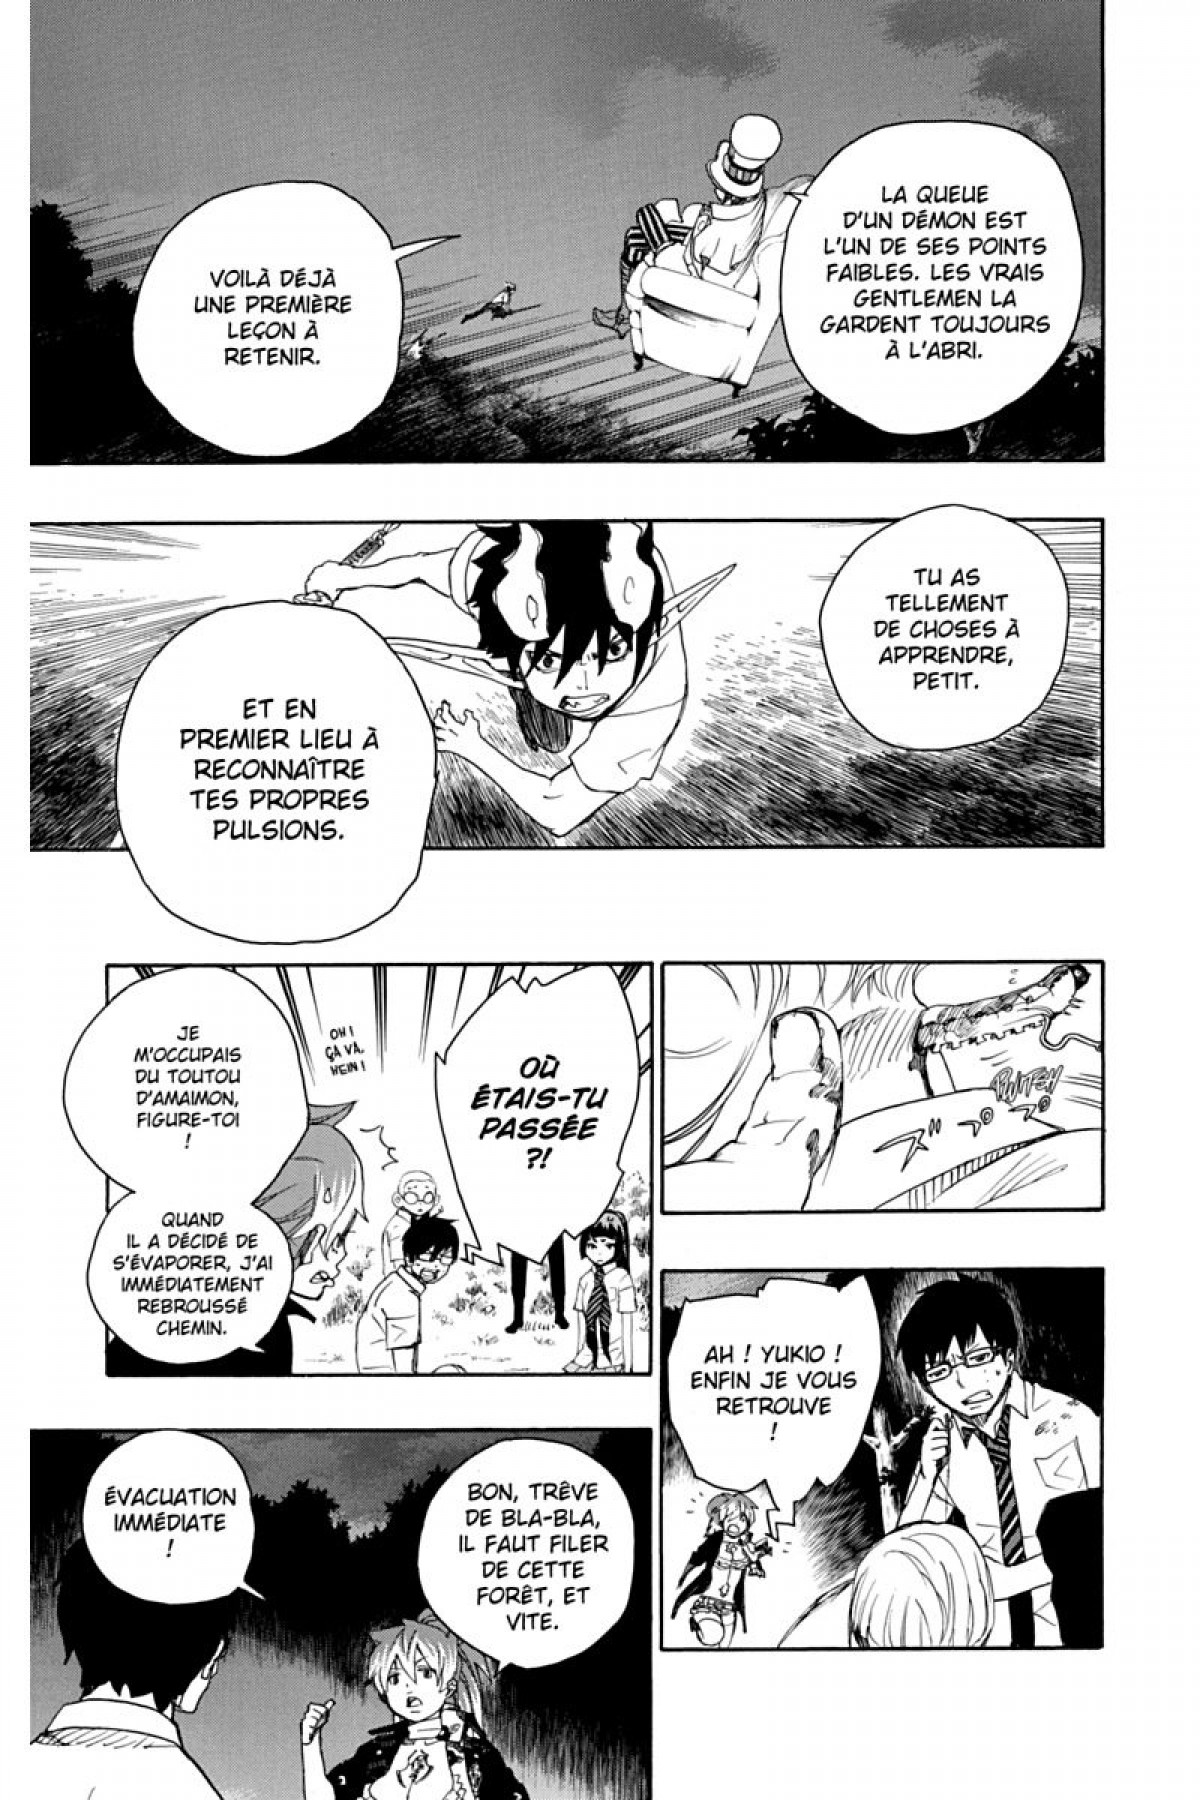 LA QUEUE
D'UN DÉMON EST
L'UN DE SES POINTS
FAIBLES. LES VRAIS
GENTLEMEN LA
GARDENT TOUJOURS
À L'ABRI.
VOILÀ DÉJÀ
UNE PREMIÈRE
LEÇON À
RETENIR.
TU AS
TELLEMENT
DE CHOSES À
APPRENDRE,
PETIT.
ET EN
PREMIER LIEU À
RECONNAÎTRE
TES PROPRES
PULSIONS.
PWITSH
ズプッ
AH ! YUKIO !
ENFIN JE VOUS
RETROUVE
!
OÙ
ÉTAIS-TU
PASSÉE
?!
OH !
ÇA VA,
HEIN !
JE
M'OCCUPAIS
DU TOUTOU
D'AMAIMON,
FIGURE-TOI
!
QUAND
IL A DÉCIDÉ DE
S'ÉVAPORER, J'AI
IMMÉDIATEMENT
REBROUSSÉ
CHEMIN.
BON, TRÊVE
DE BLA-BLA,
IL FAUT FILER
DE CETTE
FORÊT, ET
VITE.
ÉVACUATION
IMMÉDIATE
!